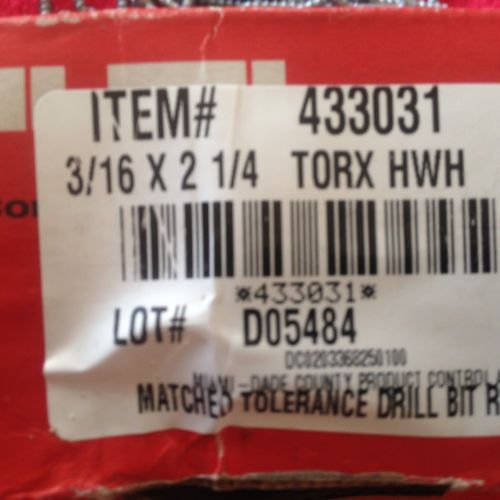 ITEM# 433031
3/16 X 2 1/4 TORX HWH
*433031*
LOT# D05484
DC0203368250100
MIAMI-DADE COUNTY PRODUCT CONTROL A
MATCHED TOLERANCE DRILL BIT R